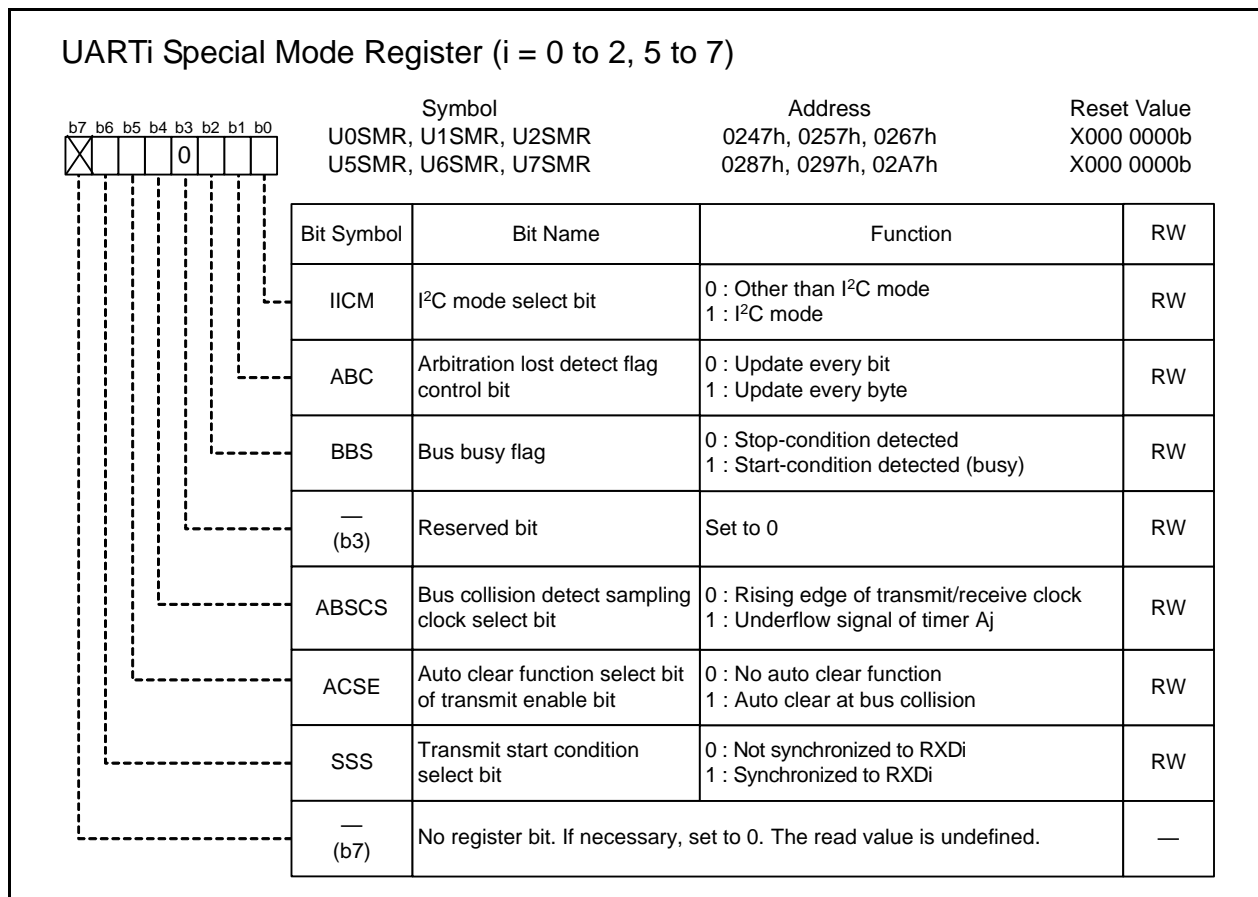 UARTi Special Mode Register (i = 0 to 2, 5 to 7)
Symbol Address Reset Value
b7 b6 b5 b4 b3 b2 b1 b0
U0SMR, U1SMR, U2SMR 0247h, 0257h, 0267h X000 0000b
0
U5SMR, U6SMR, U7SMR 0287h, 0297h, 02A7h X000 0000b
Bit Symbol Bit Name Function RW
IICM I²C mode select bit 0 : Other than I²C mode RW
1 : I²C mode
ABC Arbitration lost detect flag 0 : Update every bit RW
control bit 1 : Update every byte
BBS Bus busy flag 0 : Stop-condition detected RW
1 : Start-condition detected (busy)
— Reserved bit Set to 0 RW
(b3)
ABSCS Bus collision detect sampling 0 : Rising edge of transmit/receive clock RW
clock select bit 1 : Underflow signal of timer Aj
ACSE Auto clear function select bit 0 : No auto clear function RW
of transmit enable bit 1 : Auto clear at bus collision
SSS Transmit start condition 0 : Not synchronized to RXDi RW
select bit 1 : Synchronized to RXDi
— No register bit. If necessary, set to 0. The read value is undefined. —
(b7)